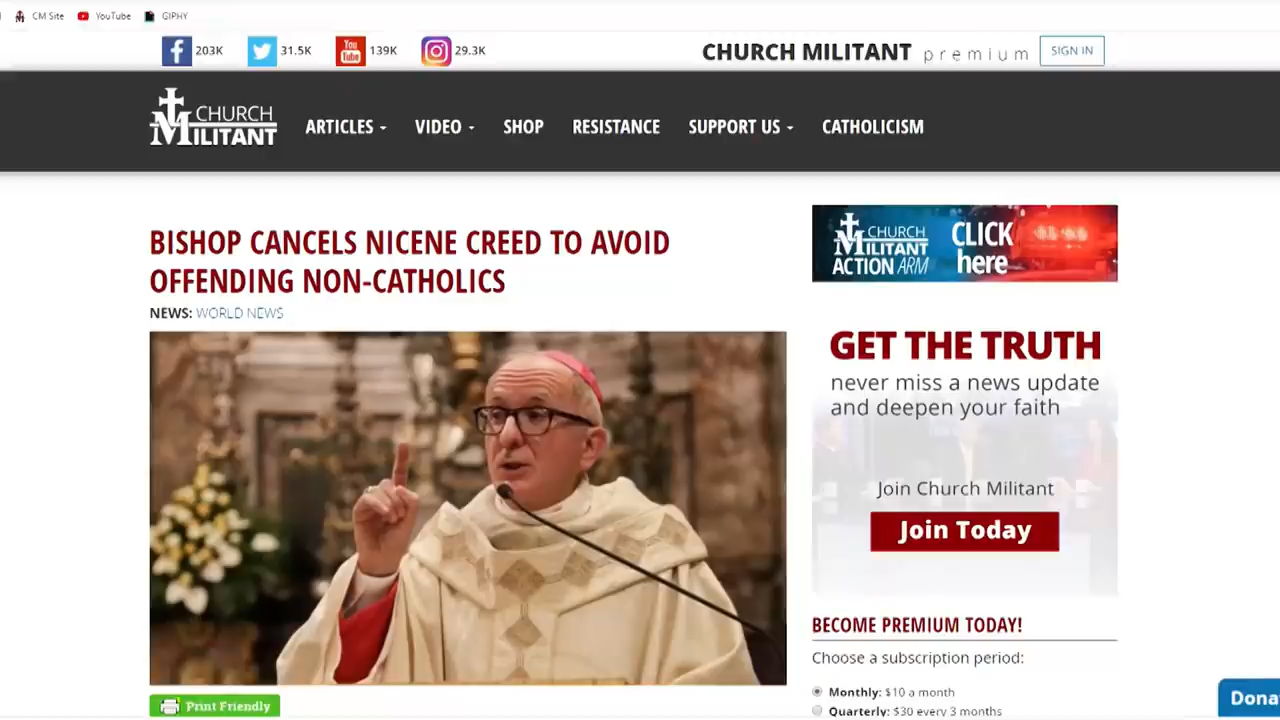 CM Site YouTube GIPHY
203K 31.5K You Tube 139K 29.3K CHURCH MILITANT premium SIGN IN
CHURCH MILITANT ARTICLES VIDEO SHOP RESISTANCE SUPPORT US CATHOLICISM
BISHOP CANCELS NICENE CREED TO AVOID
OFFENDING NON-CATHOLICS
NEWS: WORLD NEWS
Print Friendly
CHURCH MILITANT ACTION ARM
CLICK
here
GET THE TRUTH
never miss a news update
and deepen your faith
Join Church Militant
Join Today
BECOME PREMIUM TODAY!
Choose a subscription period:
Monthly: $10 a month
Quarterly: $30 every 3 months
Dona